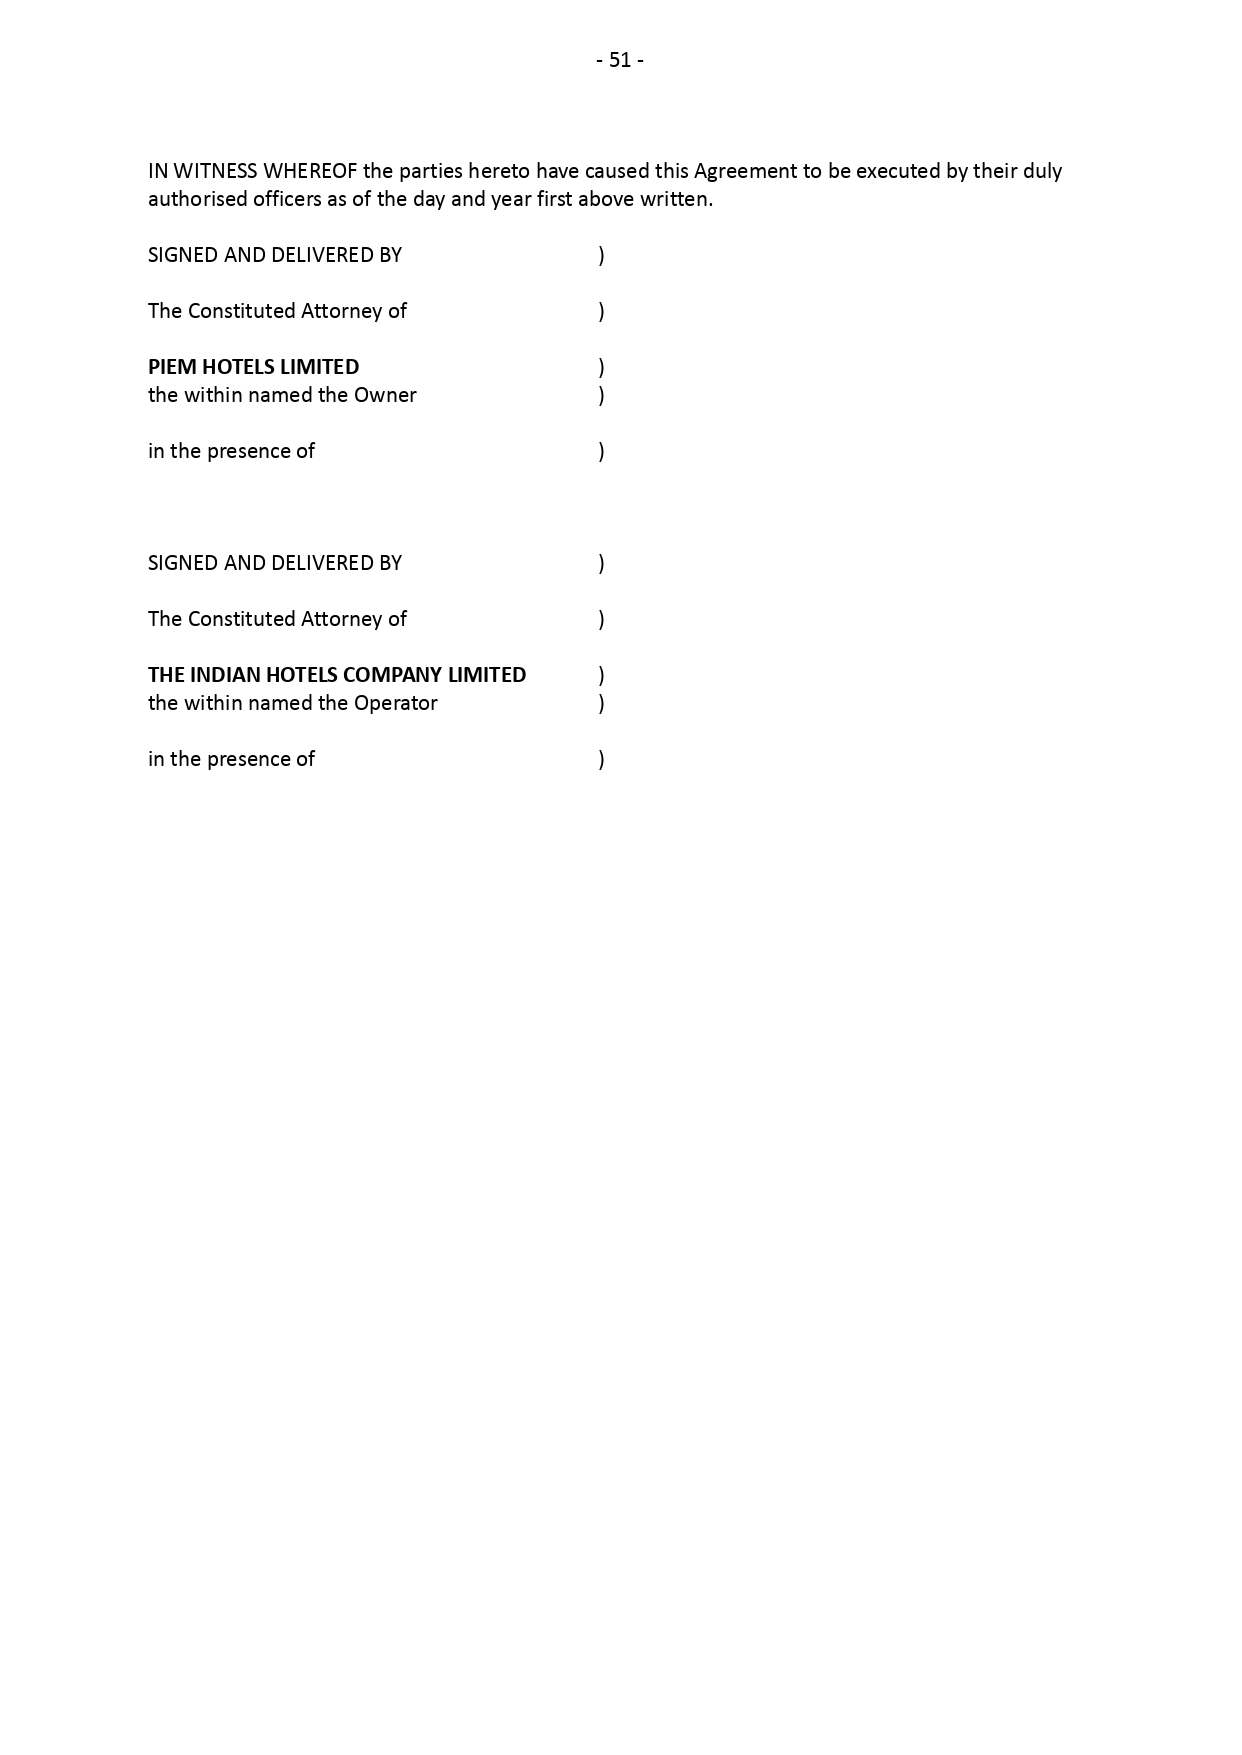 - 51 -
IN WITNESS WHEREOF the parties hereto have caused this Agreement to be executed by their duly
authorised officers as of the day and year first above written.
SIGNED AND DELIVERED BY )
The Constituted Attorney of )
PIEM HOTELS LIMITED )
the within named the Owner )
in the presence of )
SIGNED AND DELIVERED BY )
The Constituted Attorney of )
THE INDIAN HOTELS COMPANY LIMITED )
the within named the Operator )
in the presence of )